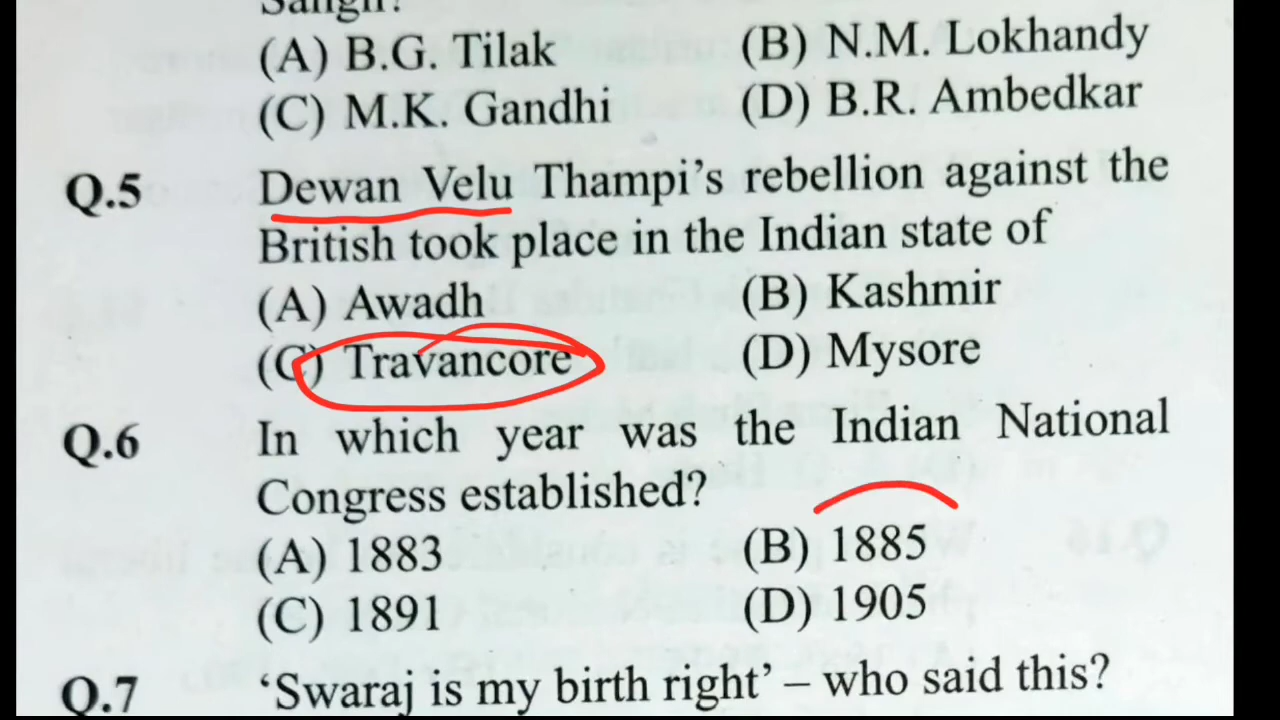 Sangh?
(A) B.G. Tilak (B) N.M. Lokhandy
(C) M.K. Gandhi (D) B.R. Ambedkar
Q.5 Dewan Velu Thampi’s rebellion against the
British took place in the Indian state of
(A) Awadh (B) Kashmir
(C) Travancore (D) Mysore
Q.6 In which year was the Indian National
Congress established?
(A) 1883 (B) 1885
(C) 1891 (D) 1905
Q.7 ‘Swaraj is my birth right’ – who said this?